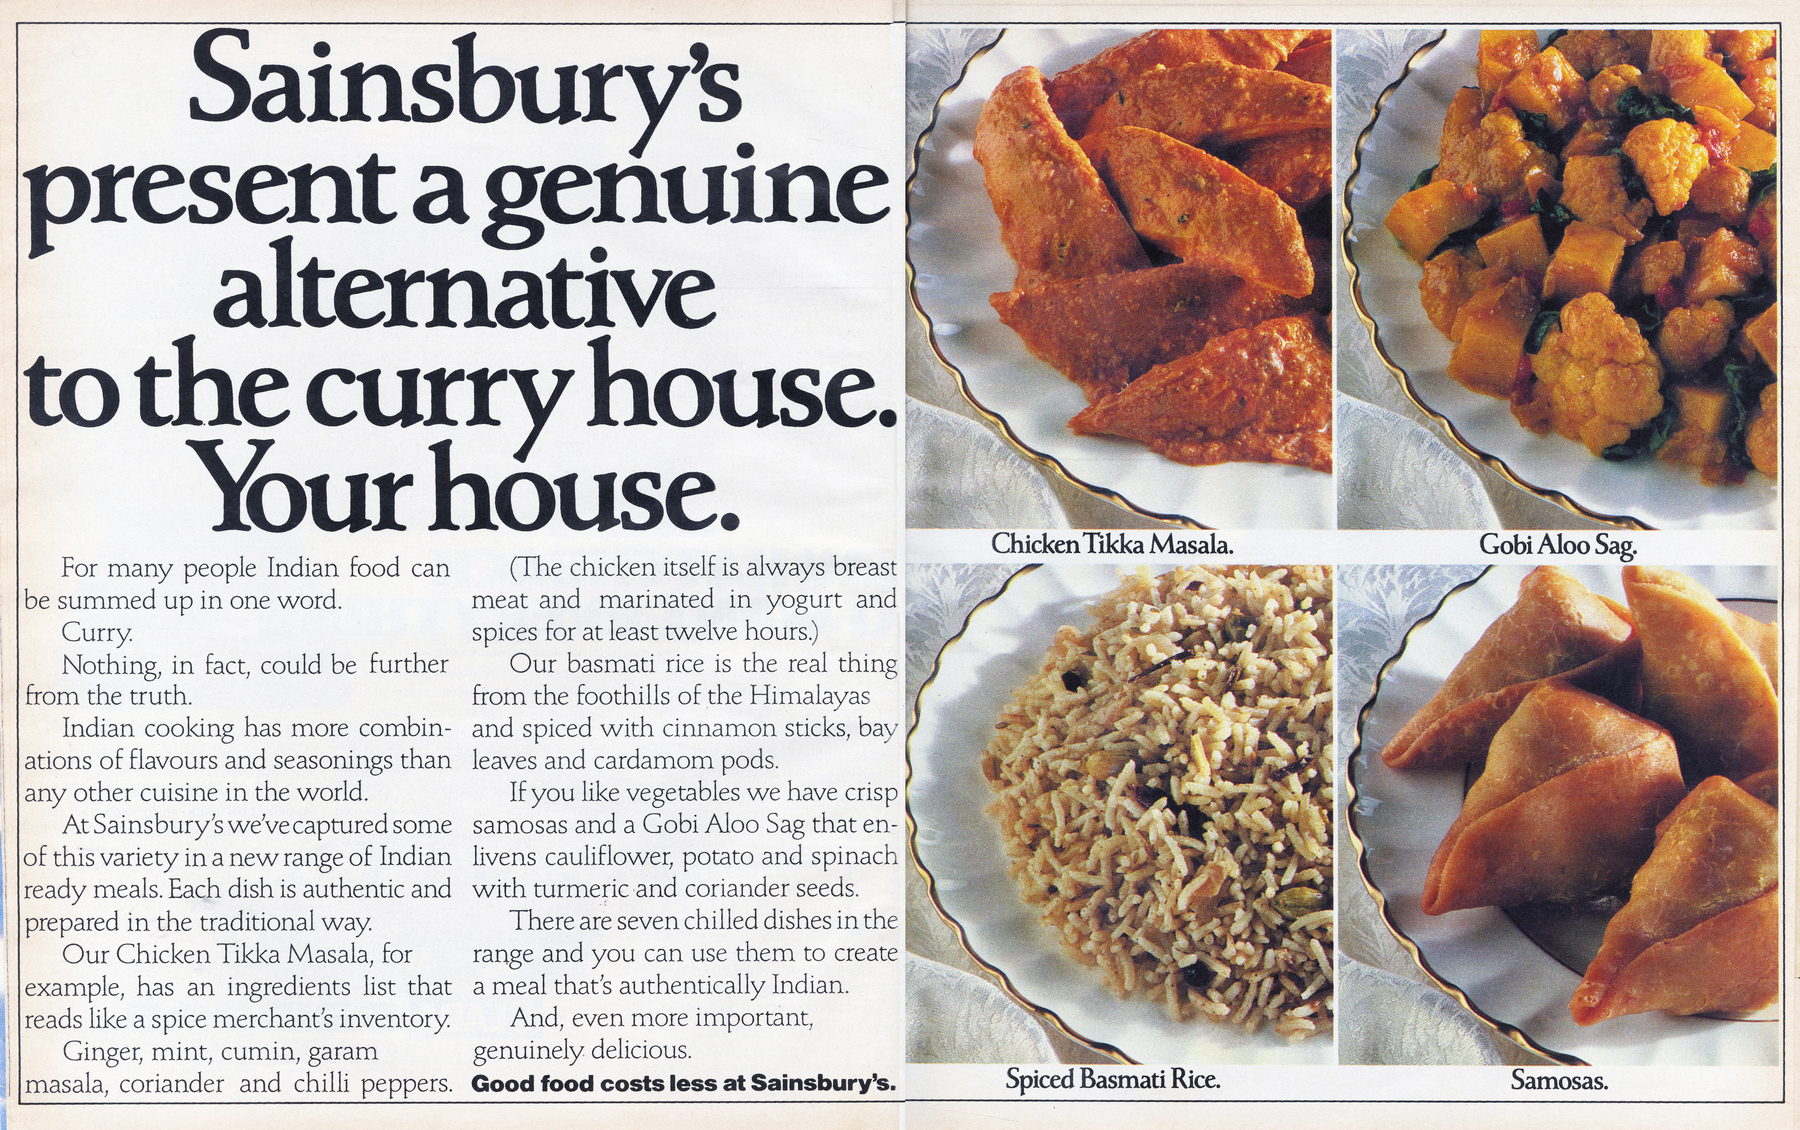 Sainsbury's
present a genuine
alternative
to the curry house.
Your house.
For many people Indian food can
be summed up in one word.
Curry.
Nothing, in fact, could be further
from the truth.
Indian cooking has more combin-
ations of flavours and seasonings than
any other cuisine in the world.
At Sainsbury's we've captured some
of this variety in a new range of Indian
ready meals. Each dish is authentic and
prepared in the traditional way.
Our Chicken Tikka Masala, for
example, has an ingredients list that
reads like a spice merchant's inventory.
Ginger, mint, cumin, garam
masala, coriander and chilli peppers.
(The chicken itself is always breast
meat and marinated in yogurt and
spices for at least twelve hours.)
Our basmati rice is the real thing
from the foothills of the Himalayas
and spiced with cinnamon sticks, bay
leaves and cardamom pods.
If you like vegetables we have crisp
samosas and a Gobi Aloo Sag that en-
livens cauliflower, potato and spinach
with turmeric and coriander seeds.
There are seven chilled dishes in the
range and you can use them to create
a meal that's authentically Indian.
And, even more important,
genuinely delicious.
Good food costs less at Sainsbury's.
Chicken Tikka Masala.
Gobi Aloo Sag.
Spiced Basmati Rice.
Samosas.